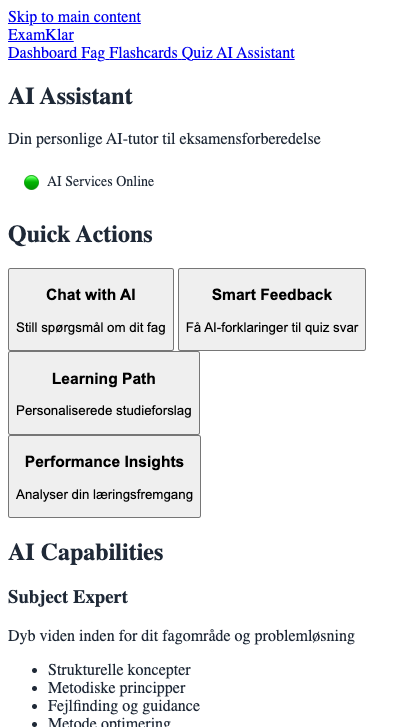 Skip to main content
ExamKlar
Dashboard Fag Flashcards Quiz AI Assistant
AI Assistant
Din personlige AI-tutor til eksamensforberedelse
AI Services Online
Quick Actions
Chat with AI
Still spørgsmål om dit fag
Smart Feedback
Få AI-forklaringer til quiz svar
Learning Path
Personaliserede studieforslag
Performance Insights
Analyser din læringsfremgang
AI Capabilities
Subject Expert
Dyb viden inden for dit fagområde og problemløsning
Strukturelle koncepter
Metodiske principper
Fejlfinding og guidance
Metode optimering